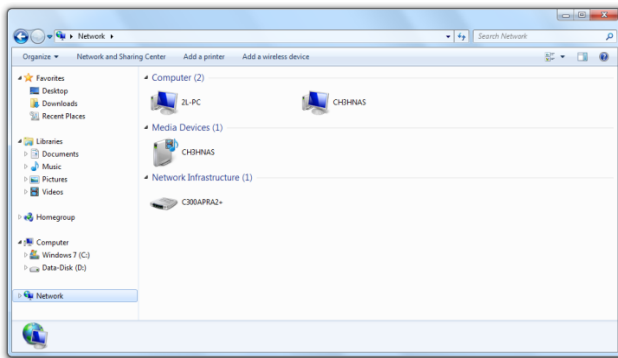 Network
Search Network
Organize
Network and Sharing Center
Add a printer
Add a wireless device
Favorites
Desktop
Downloads
Recent Places
Libraries
Documents
Music
Pictures
Videos
Homegroup
Computer
Windows 7 (C:)
Data-Disk (D:)
Network
Computer (2)
2L-PC
CH3HNAS
Media Devices (1)
CH3HNAS
Network Infrastructure (1)
C300APRA2+